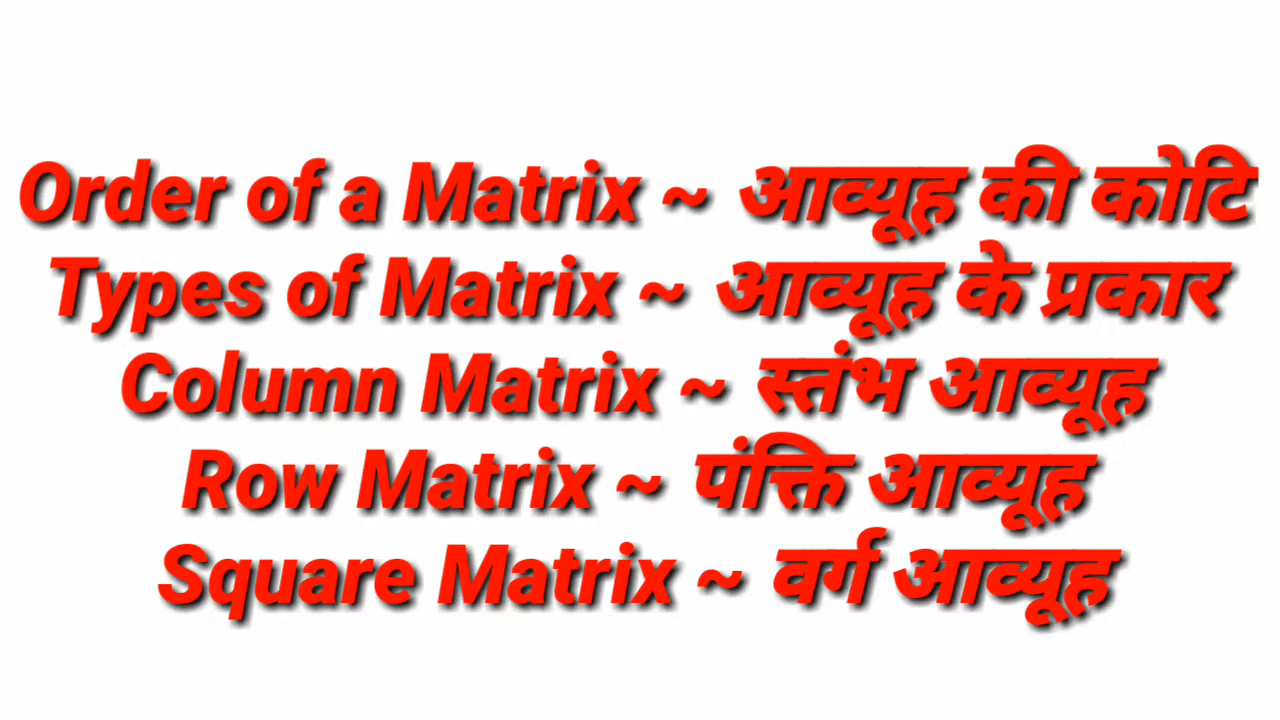 Order of a Matrix ~ आव्यूह की कोटि
Types of Matrix ~ आव्यूह के प्रकार
Column Matrix ~ स्तंभ आव्यूह
Row Matrix ~ पंक्ति आव्यूह
Square Matrix ~ वर्ग आव्यूह